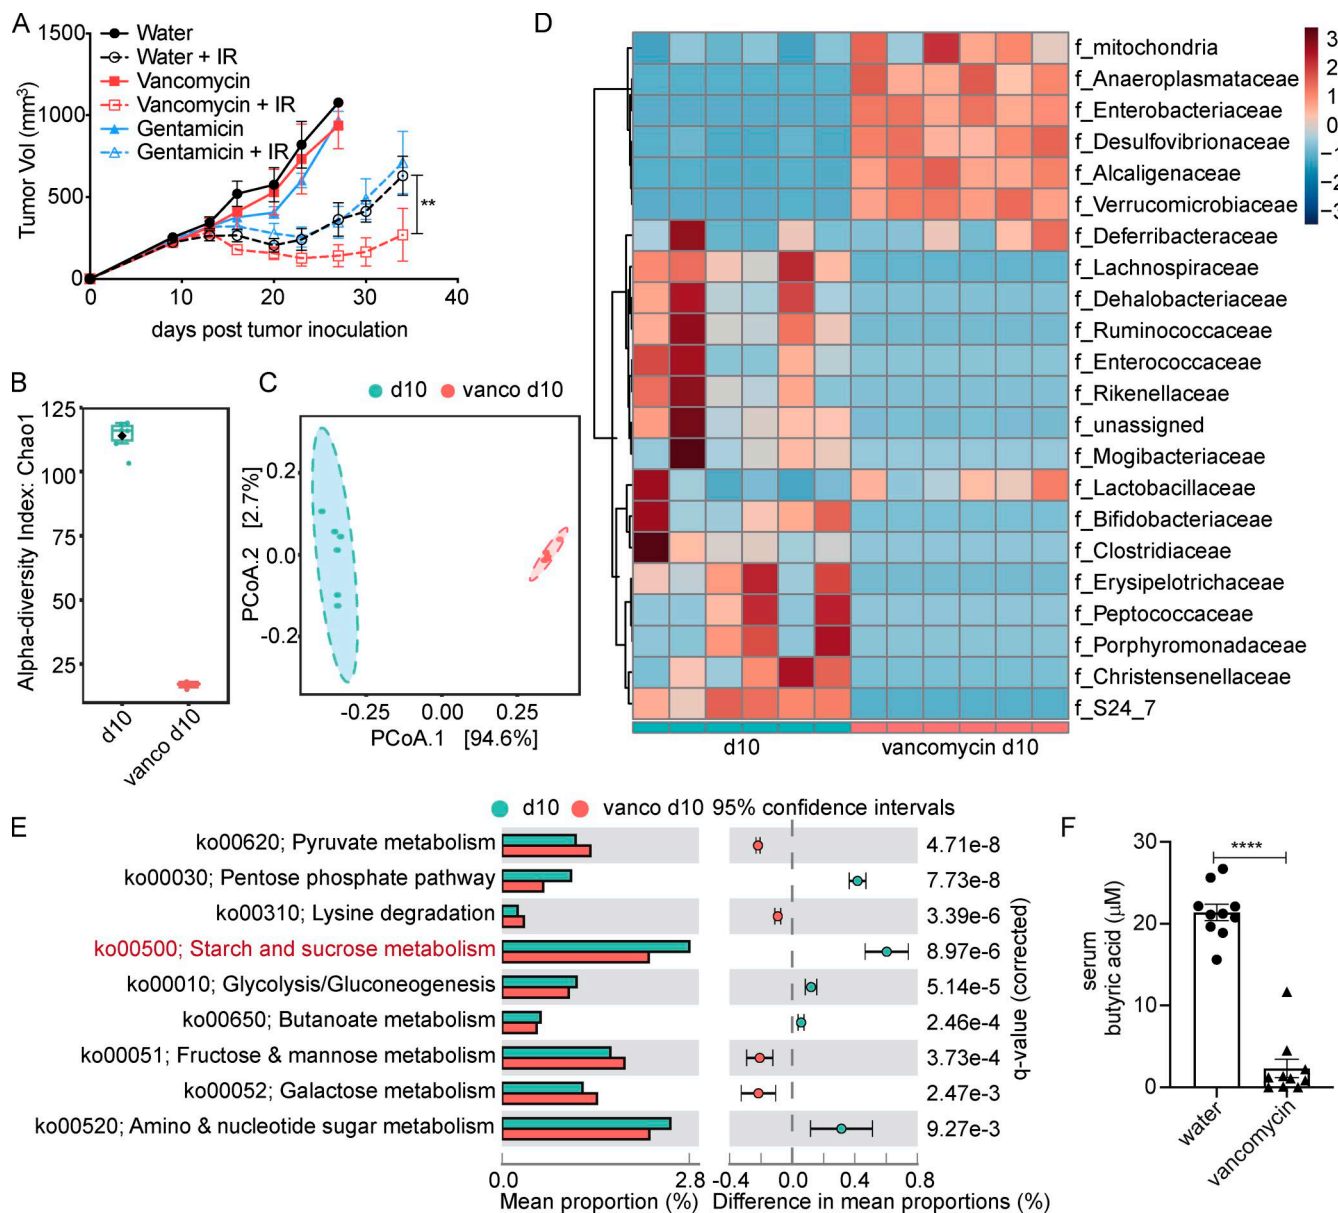 A
Tumor Vol (mm³)
1500
1000
500
0
Water
Water + IR
Vancomycin
Vancomycin + IR
Gentamicin
Gentamicin + IR
**
0 10 20 30 40
days post tumor inoculation
B
Alpha-diversity Index: Chao1
125
100
75
50
25
d10
vanco d10
C
d10 vanco d10
PCoA.2 [2.7%]
0.2
0.0
-0.2
-0.25 0.00 0.25
PCoA.1 [94.6%]
D
f_mitochondria
f_Anaeroplasmataceae
f_Enterobacteriaceae
f_Desulfovibrionaceae
f_Alcaligenaceae
f_Verrucomicrobiaceae
f_Deferribacteraceae
f_Lachnospiraceae
f_Dehalobacteriaceae
f_Ruminococcaceae
f_Enterococcaceae
f_Rikenellaceae
f_unassigned
f_Mogibacteriaceae
f_Lactobacillaceae
f_Bifidobacteriaceae
f_Clostridiaceae
f_Erysipelotrichaceae
f_Peptococcaceae
f_Porphyromonadaceae
f_Christensenellaceae
f_S24_7
d10 vancomycin d10
3
2
1
0
-1
-2
-3
E
d10 vanco d10 95% confidence intervals
ko00620; Pyruvate metabolism 4.71e-8
ko00030; Pentose phosphate pathway 7.73e-8
ko00310; Lysine degradation 3.39e-6
ko00500; Starch and sucrose metabolism 8.97e-6
ko00010; Glycolysis/Gluconeogenesis 5.14e-5
ko00650; Butanoate metabolism 2.46e-4
ko00051; Fructose & mannose metabolism 3.73e-4
ko00052; Galactose metabolism 2.47e-3
ko00520; Amino & nucleotide sugar metabolism 9.27e-3
q-value (corrected)
0.0 2.8 -0.4 0.0 0.4 0.8
Mean proportion (%) Difference in mean proportions (%)
F
serum
butyric acid (μM)
30
20
10
0
****
water
vancomycin